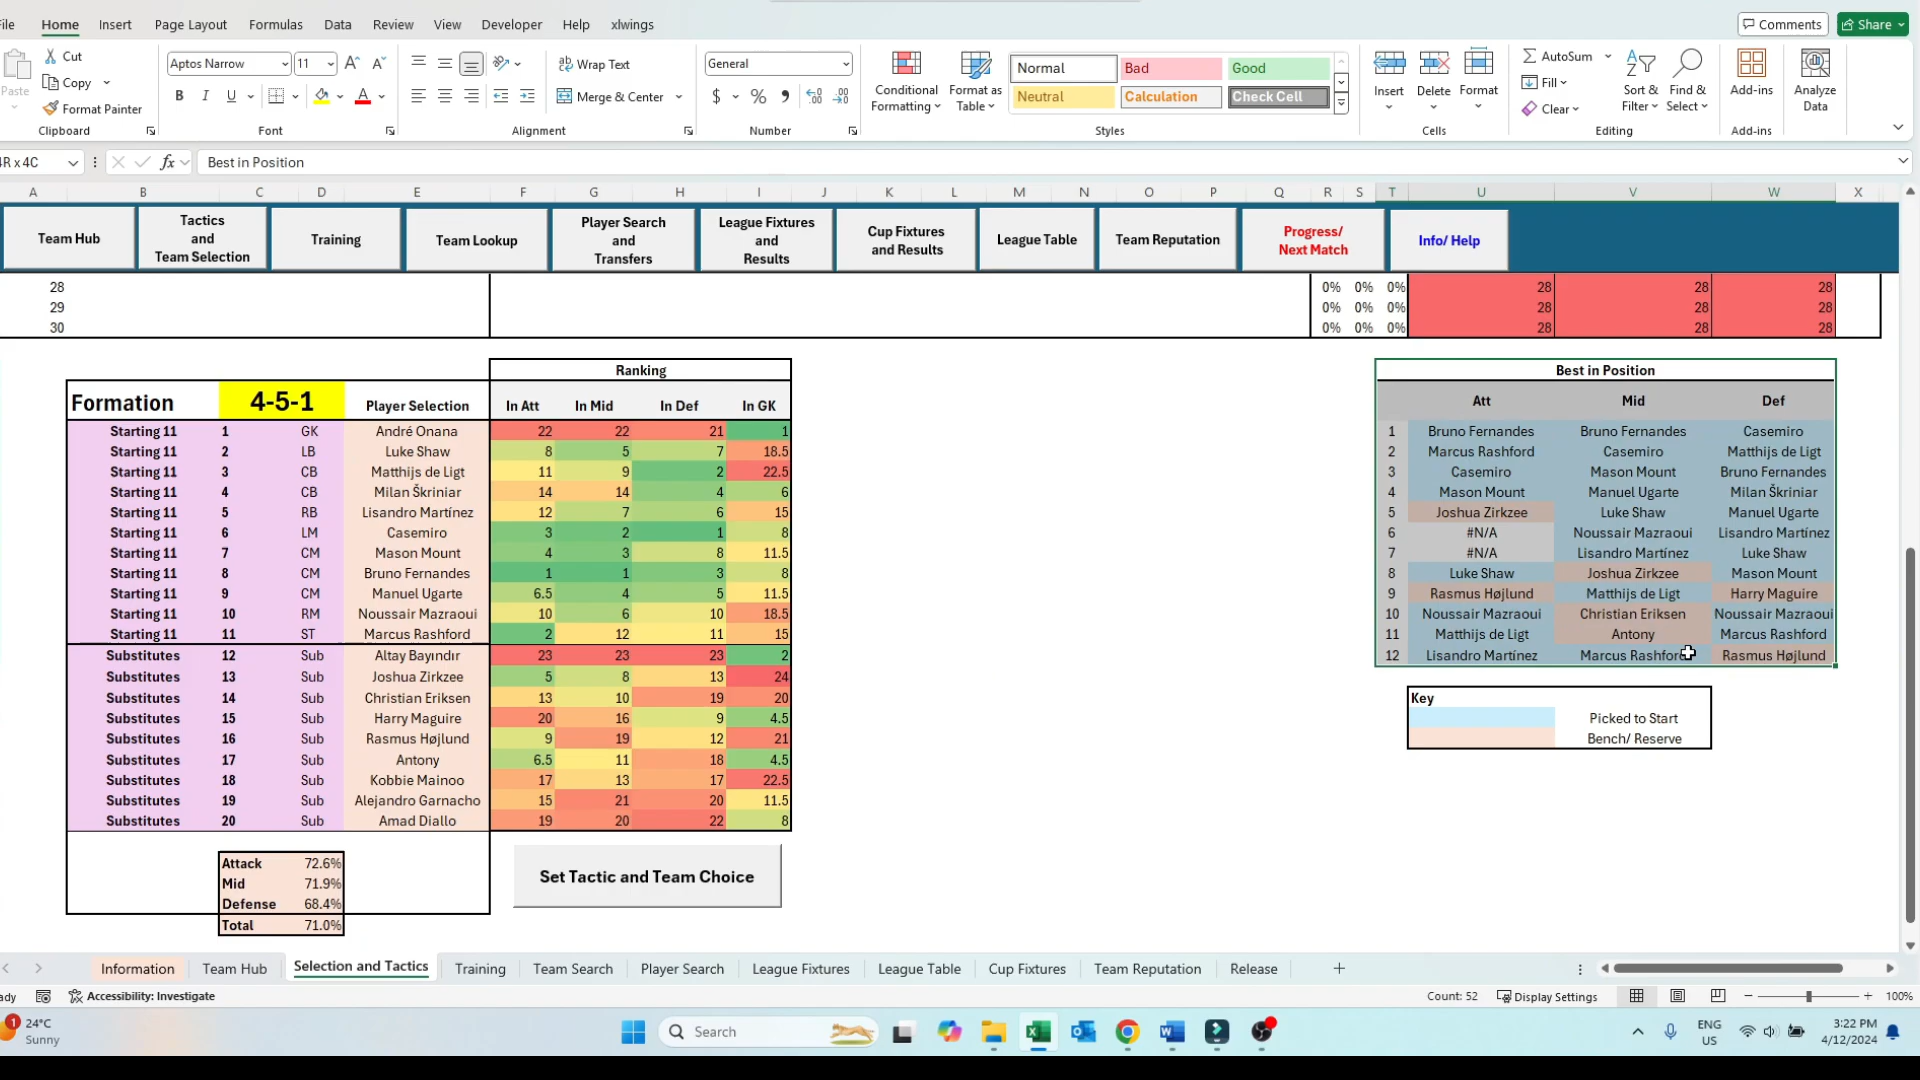 File Home Insert Page Layout Formulas Data Review View Developer Help xlwings Comments Share
Cut
Copy
Format Painter
Paste
Clipboard
Aptos Narrow 11
B I U
Font
Wrap Text
Merge & Center
Alignment
General
$ % ,
Number
Conditional Formatting
Format as Table
Normal Bad Good
Neutral Calculation Check Cell
Styles
Insert Delete Format
Cells
AutoSum
Fill
Clear
Sort & Filter
Find & Select
Editing
Add-ins
Add-ins
Analyze Data
4R x 4C fx Best in Position
A B C D E F G H I J K L M N O P Q R S T U V W X
Team Hub
Tactics and Team Selection
Training
Team Lookup
Player Search and Transfers
League Fixtures and Results
Cup Fixtures and Results
League Table
Team Reputation
Progress/ Next Match
Info/ Help
28 0% 0% 0% 28 28 28
29 0% 0% 0% 28 28 28
30 0% 0% 0% 28 28 28
Ranking
Formation 4-5-1 Player Selection In Att In Mid In Def In GK
Starting 11 1 GK André Onana 22 22 21 1
Starting 11 2 LB Luke Shaw 8 5 7 18.5
Starting 11 3 CB Matthijs de Ligt 11 9 2 22.5
Starting 11 4 CB Milan Škriniar 14 14 4 6
Starting 11 5 RB Lisandro Martínez 12 7 6 15
Starting 11 6 LM Casemiro 3 2 1 8
Starting 11 7 CM Mason Mount 4 3 8 11.5
Starting 11 8 CM Bruno Fernandes 1 1 3 8
Starting 11 9 CM Manuel Ugarte 6.5 4 5 11.5
Starting 11 10 RM Noussair Mazraoui 10 6 10 18.5
Starting 11 11 ST Marcus Rashford 2 12 11 15
Substitutes 12 Sub Altay Bayındır 23 23 23 2
Substitutes 13 Sub Joshua Zirkzee 5 8 13 24
Substitutes 14 Sub Christian Eriksen 13 10 19 20
Substitutes 15 Sub Harry Maguire 20 16 9 4.5
Substitutes 16 Sub Rasmus Højlund 9 19 12 21
Substitutes 17 Sub Antony 6.5 11 18 4.5
Substitutes 18 Sub Kobbie Mainoo 17 13 17 22.5
Substitutes 19 Sub Alejandro Garnacho 15 21 20 11.5
Substitutes 20 Sub Amad Diallo 19 20 22 8
Attack 72.6%
Mid 71.9%
Defense 68.4%
Total 71.0%
Set Tactic and Team Choice
Best in Position
Att Mid Def
1 Bruno Fernandes Bruno Fernandes Casemiro
2 Marcus Rashford Casemiro Matthijs de Ligt
3 Casemiro Mason Mount Bruno Fernandes
4 Mason Mount Manuel Ugarte Milan Škriniar
5 Joshua Zirkzee Luke Shaw Manuel Ugarte
6 #N/A Noussair Mazraoui Lisandro Martínez
7 #N/A Lisandro Martínez Luke Shaw
8 Luke Shaw Joshua Zirkzee Mason Mount
9 Rasmus Højlund Matthijs de Ligt Harry Maguire
10 Noussair Mazraoui Christian Eriksen Noussair Mazraoui
11 Matthijs de Ligt Antony Marcus Rashford
12 Lisandro Martínez Marcus Rashford Rasmus Højlund
Key
Picked to Start
Bench/ Reserve
Information Team Hub Selection and Tactics Training Team Search Player Search League Fixtures League Table Cup Fixtures Team Reputation Release
ady Accessibility: Investigate Count: 52 Display Settings 100%
1 24°C
Sunny
Search
ENG
US
3:22 PM
4/12/2024